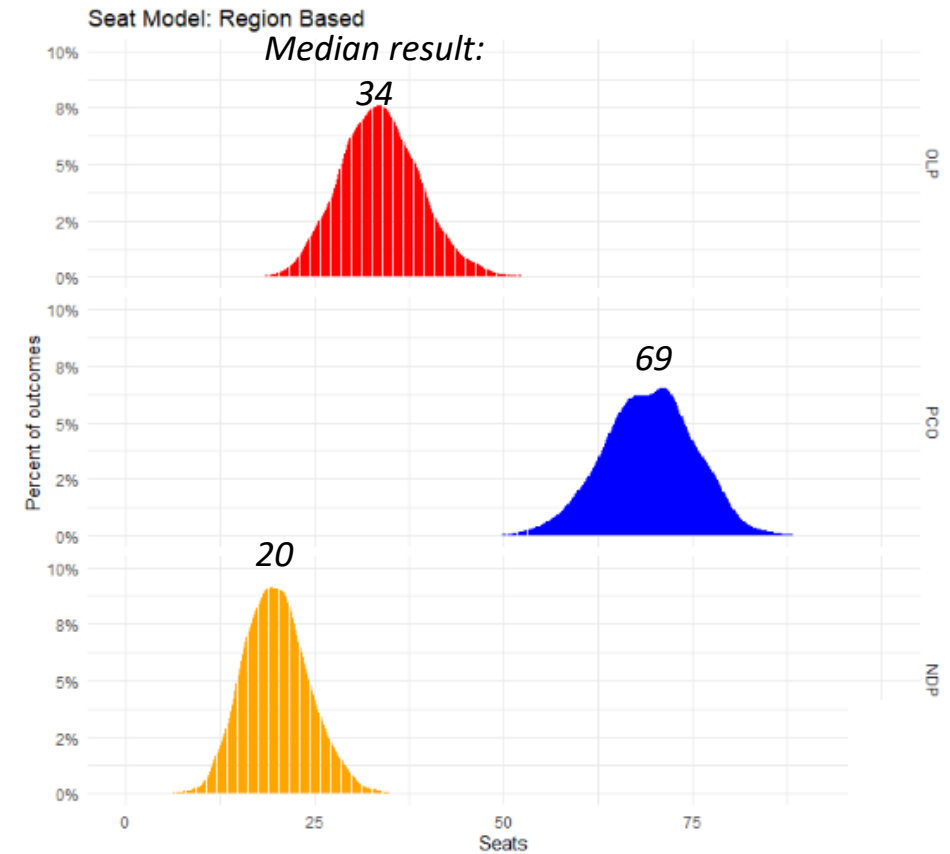 Seat Model: Region Based
Median result:
34
10%
8%
5%
2%
0%
OLP
69
10%
8%
5%
2%
0%
PCO
20
10%
8%
5%
2%
0%
NDP
Percent of outcomes
0 25 50 75
Seats